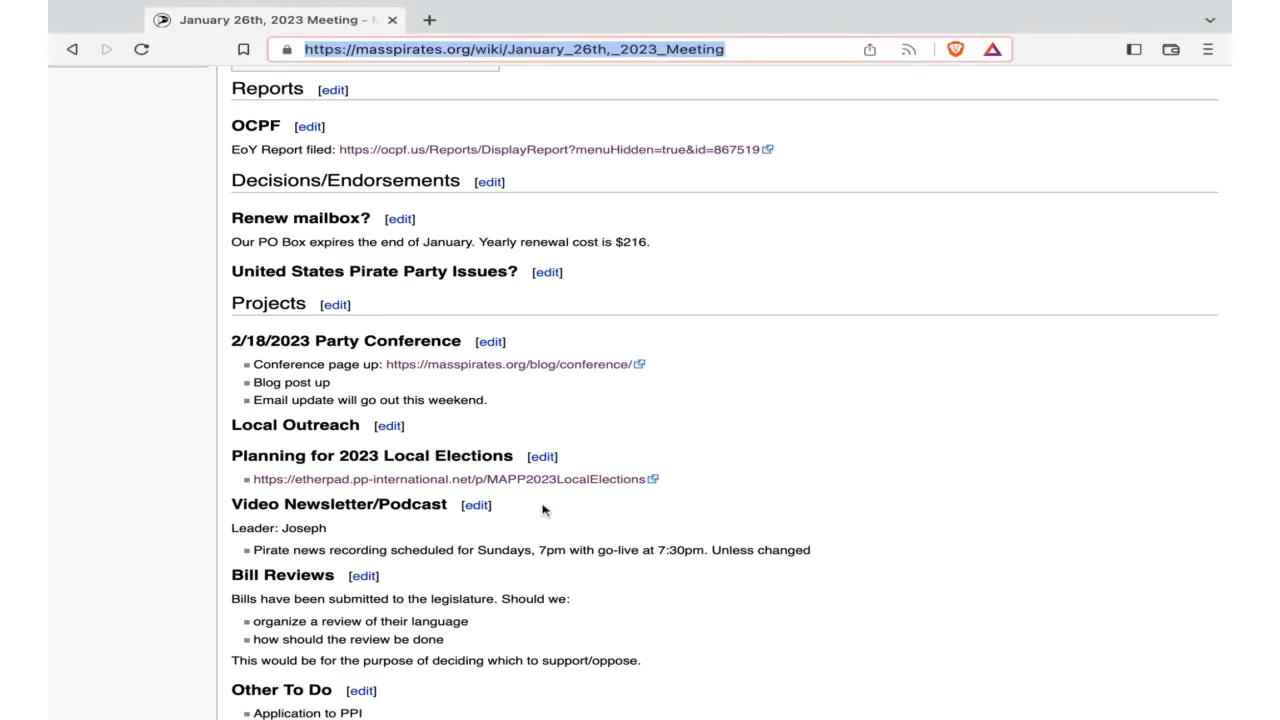 January 26th, 2023 Meeting -
https://masspirates.org/wiki/January_26th,_2023_Meeting
Reports [edit]
OCPF [edit]
EoY Report filed: https://ocpf.us/Reports/DisplayReport?menuHidden=true&id=867519
Decisions/Endorsements [edit]
Renew mailbox? [edit]
Our PO Box expires the end of January. Yearly renewal cost is $216.
United States Pirate Party Issues? [edit]
Projects [edit]
2/18/2023 Party Conference [edit]
Conference page up: https://masspirates.org/blog/conference/
Blog post up
Email update will go out this weekend.
Local Outreach [edit]
Planning for 2023 Local Elections [edit]
https://etherpad.pp-international.net/p/MAPP2023LocalElections
Video Newsletter/Podcast [edit]
Leader: Joseph
Pirate news recording scheduled for Sundays, 7pm with go-live at 7:30pm. Unless changed
Bill Reviews [edit]
Bills have been submitted to the legislature. Should we:
organize a review of their language
how should the review be done
This would be for the purpose of deciding which to support/oppose.
Other To Do [edit]
Application to PPI